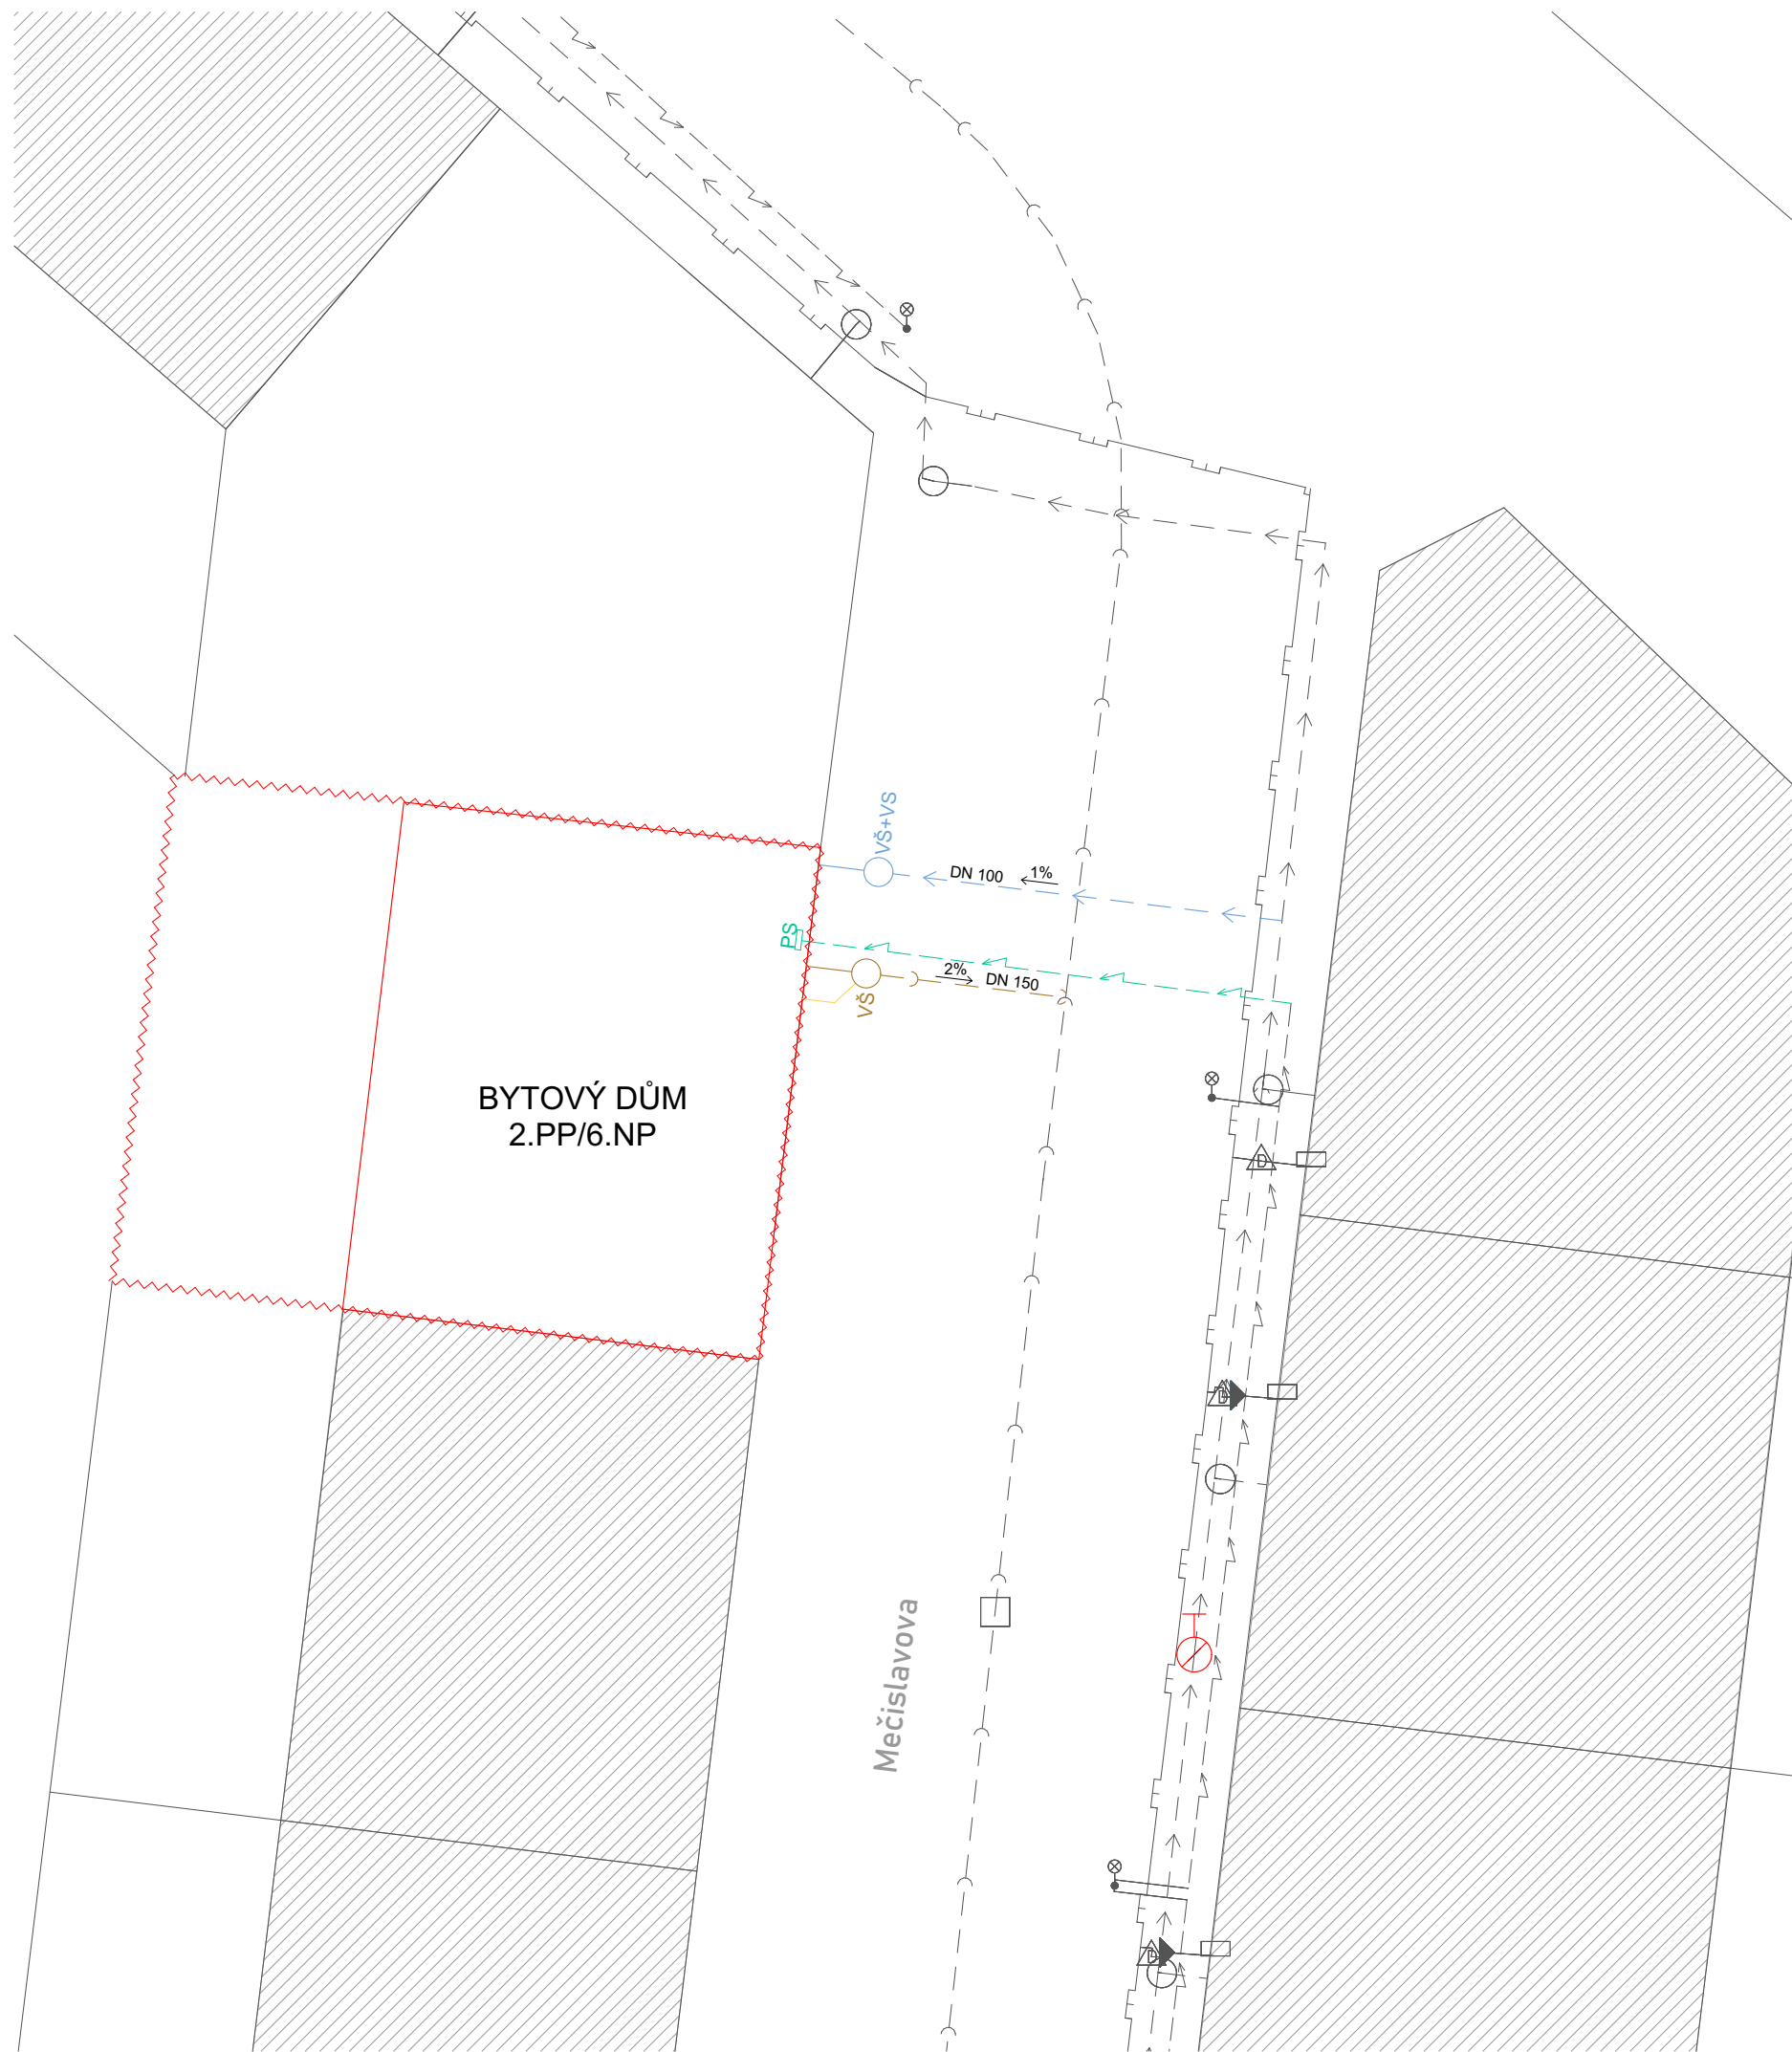 VŠ+VS
DN 100
1%
PS
2%
DN 150
VŠ
BYTOVÝ DŮM
2.PP/6.NP
D
D
Mečislavova
D